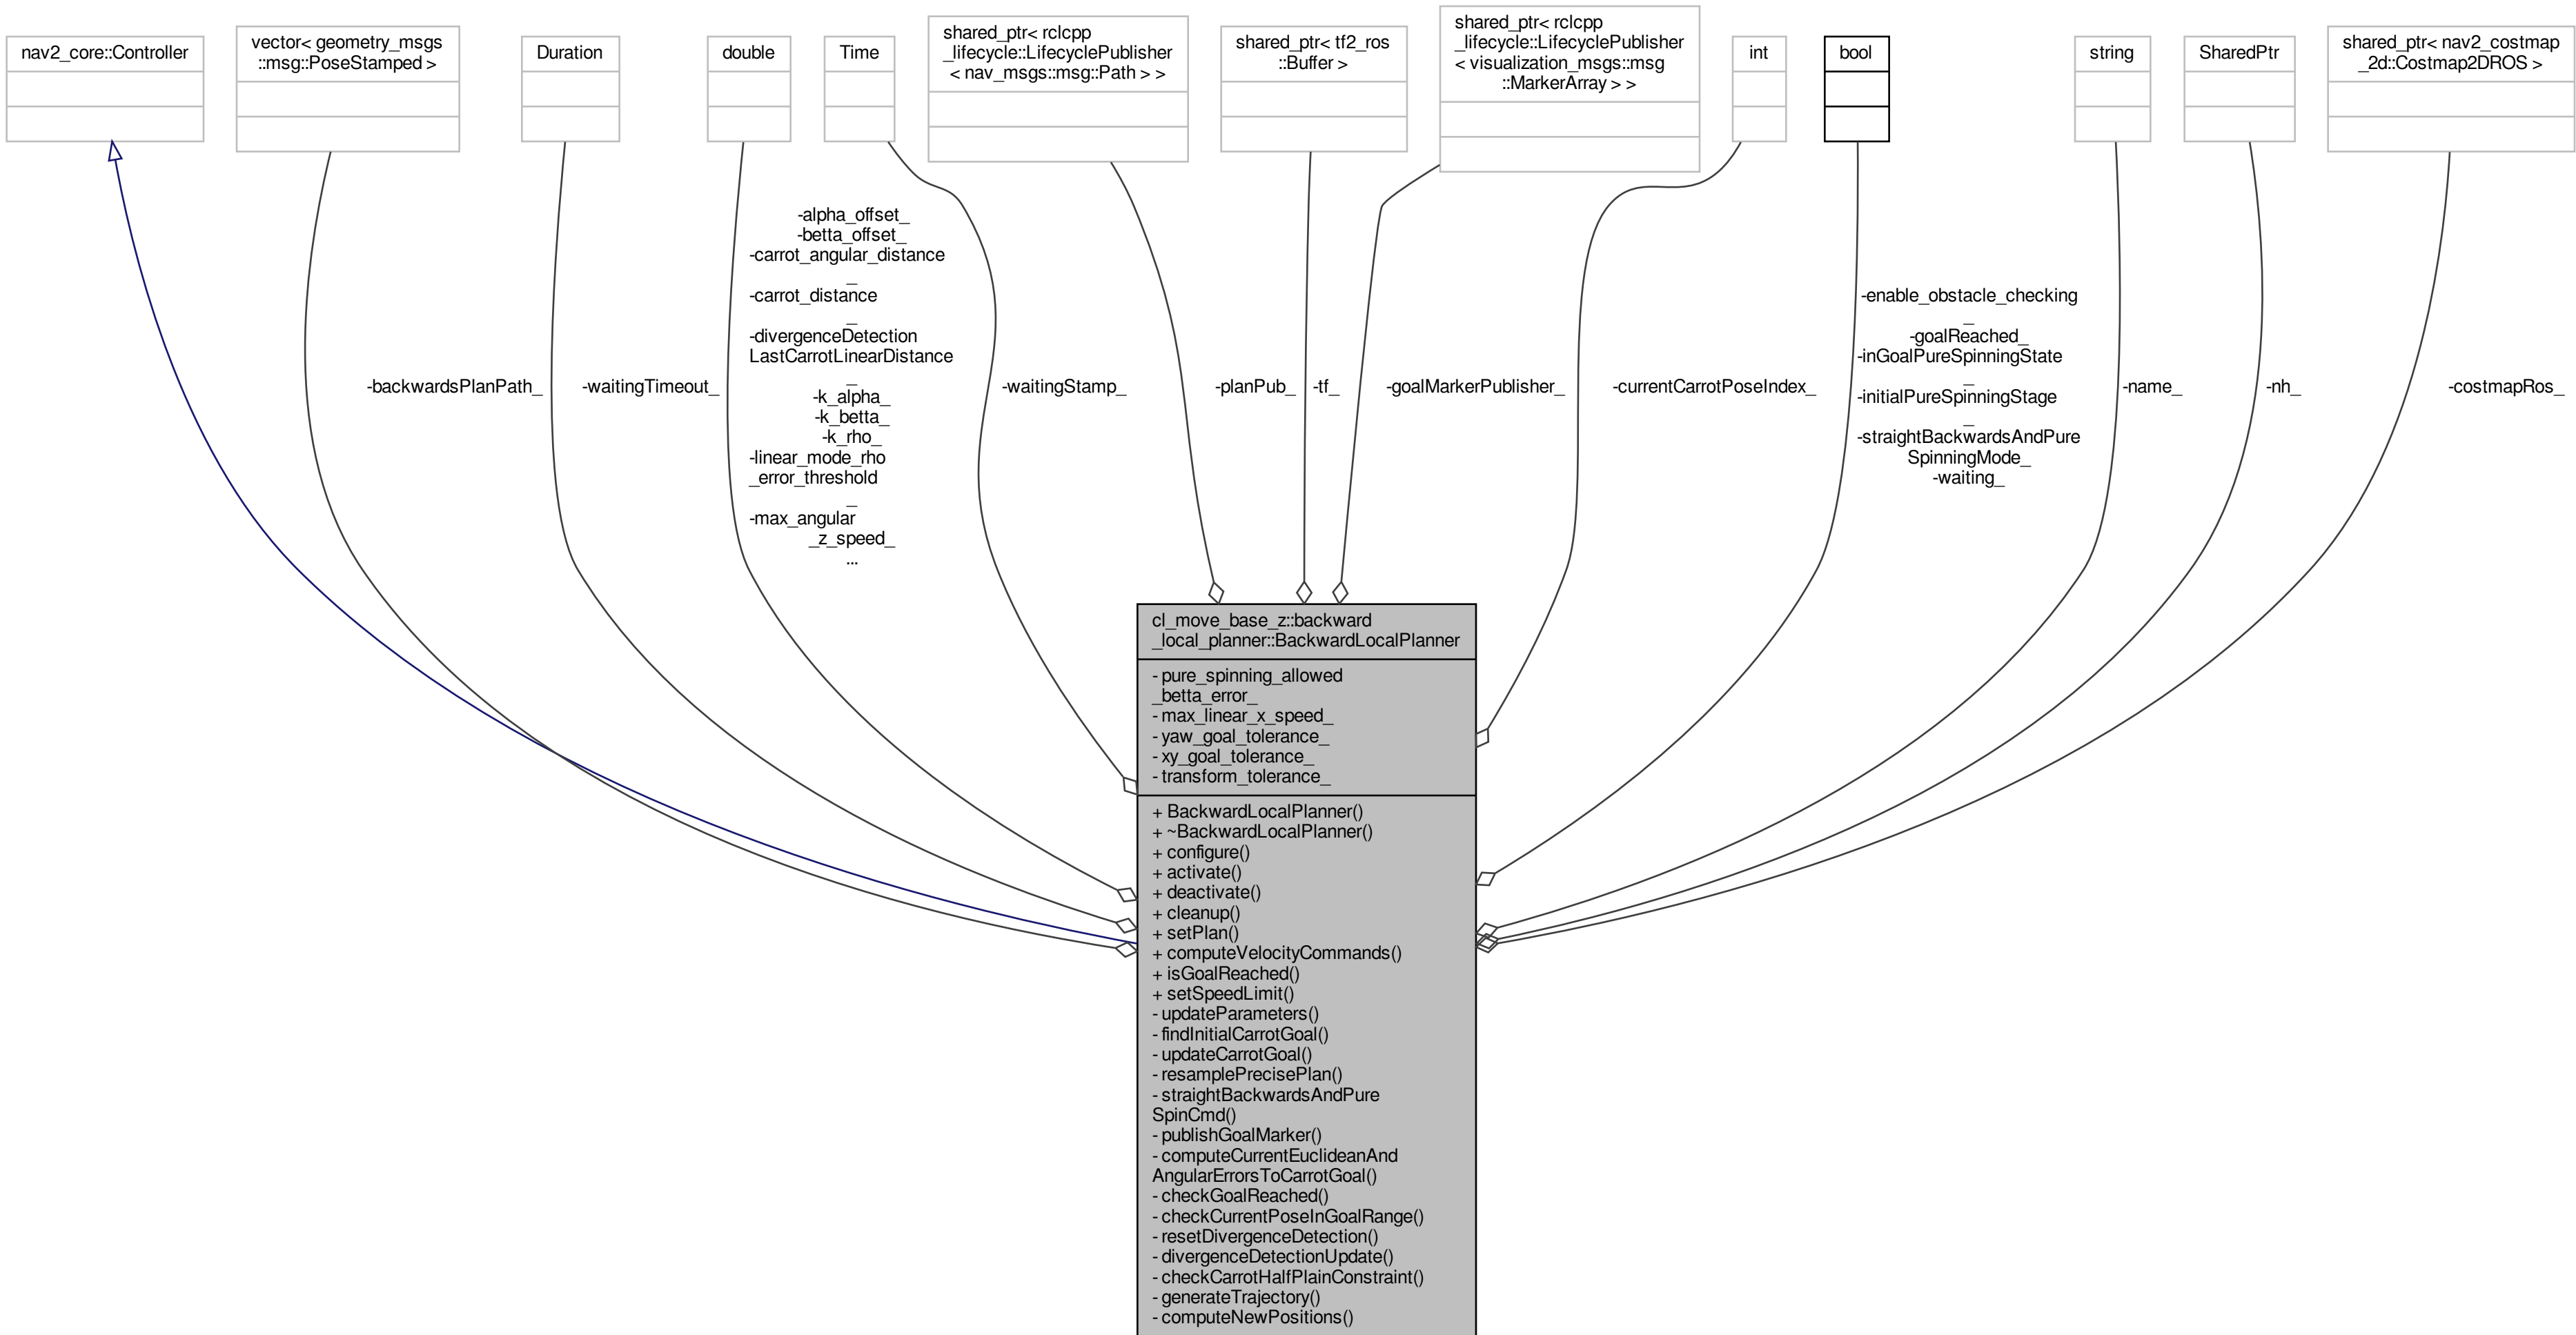 nav2_core::Controller
vector< geometry_msgs
::msg::PoseStamped >
Duration
double
Time
shared_ptr< rclcpp
_lifecycle::LifecyclePublisher
< nav_msgs::msg::Path > >
shared_ptr< tf2_ros
::Buffer >
shared_ptr< rclcpp
_lifecycle::LifecyclePublisher
< visualization_msgs::msg
::MarkerArray > >
int
bool
string
SharedPtr
shared_ptr< nav2_costmap
_2d::Costmap2DROS >
-backwardsPlanPath_
-waitingTimeout_
-alpha_offset_
-betta_offset_
-carrot_angular_distance
_
-carrot_distance
_
-divergenceDetection
LastCarrotLinearDistance
_
-k_alpha_
-k_betta_
-k_rho_
-linear_mode_rho
_error_threshold
_
-max_angular
_z_speed_
...
-waitingStamp_
-planPub_
-tf_
-goalMarkerPublisher_
-currentCarrotPoseIndex_
-enable_obstacle_checking
_
-goalReached_
-inGoalPureSpinningState
_
-initialPureSpinningStage
_
-straightBackwardsAndPure
SpinningMode_
-waiting_
-name_
-nh_
-costmapRos_
cl_move_base_z::backward
_local_planner::BackwardLocalPlanner
- pure_spinning_allowed
_betta_error_
- max_linear_x_speed_
- yaw_goal_tolerance_
- xy_goal_tolerance_
- transform_tolerance_
+ BackwardLocalPlanner()
+ ~BackwardLocalPlanner()
+ configure()
+ activate()
+ deactivate()
+ cleanup()
+ setPlan()
+ computeVelocityCommands()
+ isGoalReached()
+ setSpeedLimit()
- updateParameters()
- findInitialCarrotGoal()
- updateCarrotGoal()
- resamplePrecisePlan()
- straightBackwardsAndPure
SpinCmd()
- publishGoalMarker()
- computeCurrentEuclideanAnd
AngularErrorsToCarrotGoal()
- checkGoalReached()
- checkCurrentPoseInGoalRange()
- resetDivergenceDetection()
- divergenceDetectionUpdate()
- checkCarrotHalfPlainConstraint()
- generateTrajectory()
- computeNewPositions()